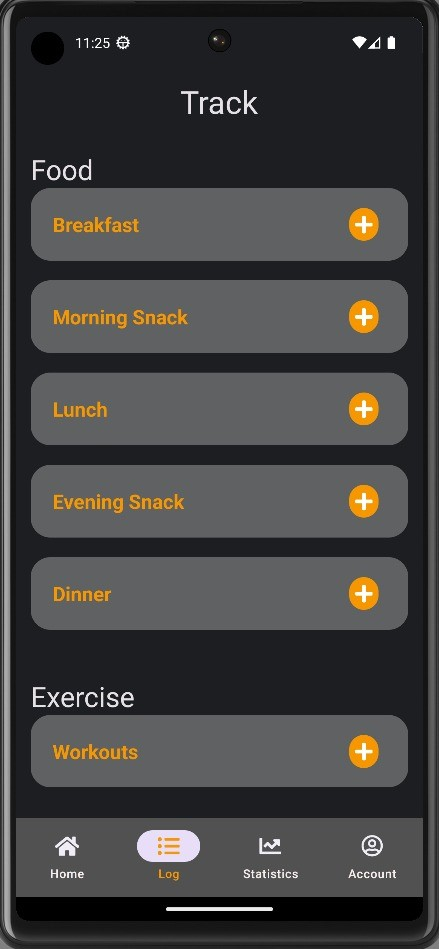 11:25
Track
Food
Breakfast
Morning Snack
Lunch
Evening Snack
Dinner
Exercise
Workouts
Home
Log
Statistics
Account